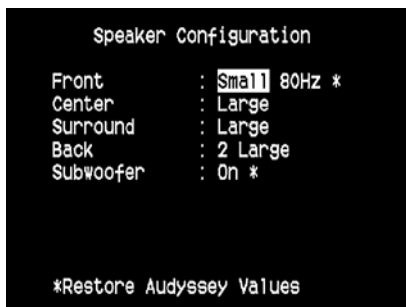 Speaker Configuration
Front : Small 80Hz *
Center : Large
Surround : Large
Back : 2 Large
Subwoofer : On *
*Restore Audyssey Values